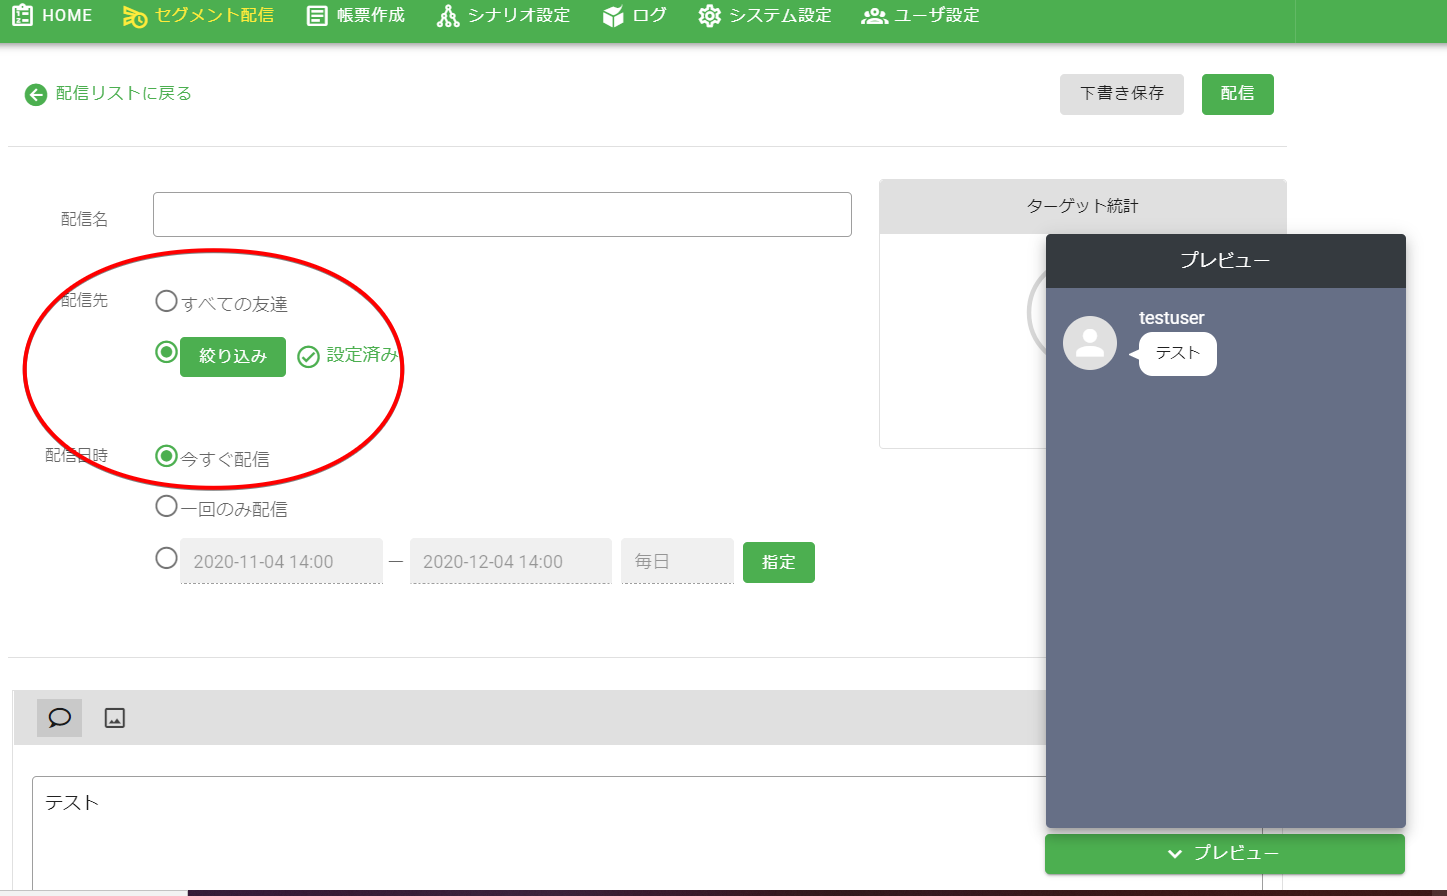 HOME セグメント配信 帳票作成 シナリオ設定 ログ システム設定 ユーザ設定
配信リストに戻る 下書き保存 配信
配信名
ターゲット統計
プレビュー
配信先 すべての友達
絞り込み 設定済み
testuser
テスト
配信日時 今すぐ配信
一回のみ配信
2020-11-04 14:00 — 2020-12-04 14:00 毎日 指定
テスト
プレビュー